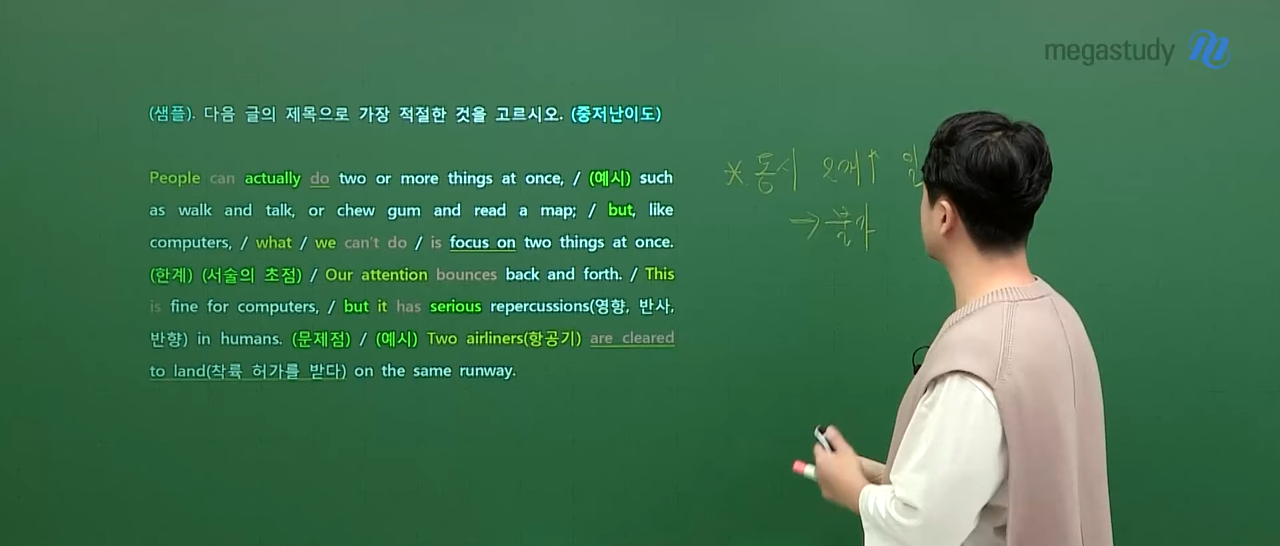 megastudy
(샘플). 다음 글의 제목으로 가장 적절한 것을 고르시오. (중저난이도)
People can actually do two or more things at once, / (예시) such
as walk and talk, or chew gum and read a map; / but, like
computers, / what / we can't do / is focus on two things at once.
(한계) (서술의 초점) / Our attention bounces back and forth. / This
is fine for computers, / but it has serious repercussions(영향, 반사,
반향) in humans. (문제점) / (예시) Two airliners(항공기) are cleared
to land(착륙 허가를 받다) on the same runway.
* 동시 2개↑ 일
→ 불가